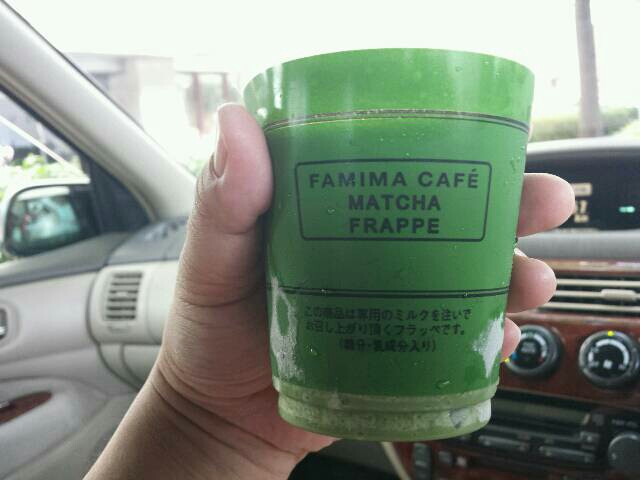 FAMIMA CAFÉ
MATCHA
FRAPPE
この商品は専用のミルクを注いで
お召し上がり頂くフラッペです。
(糖分・乳成分入り)